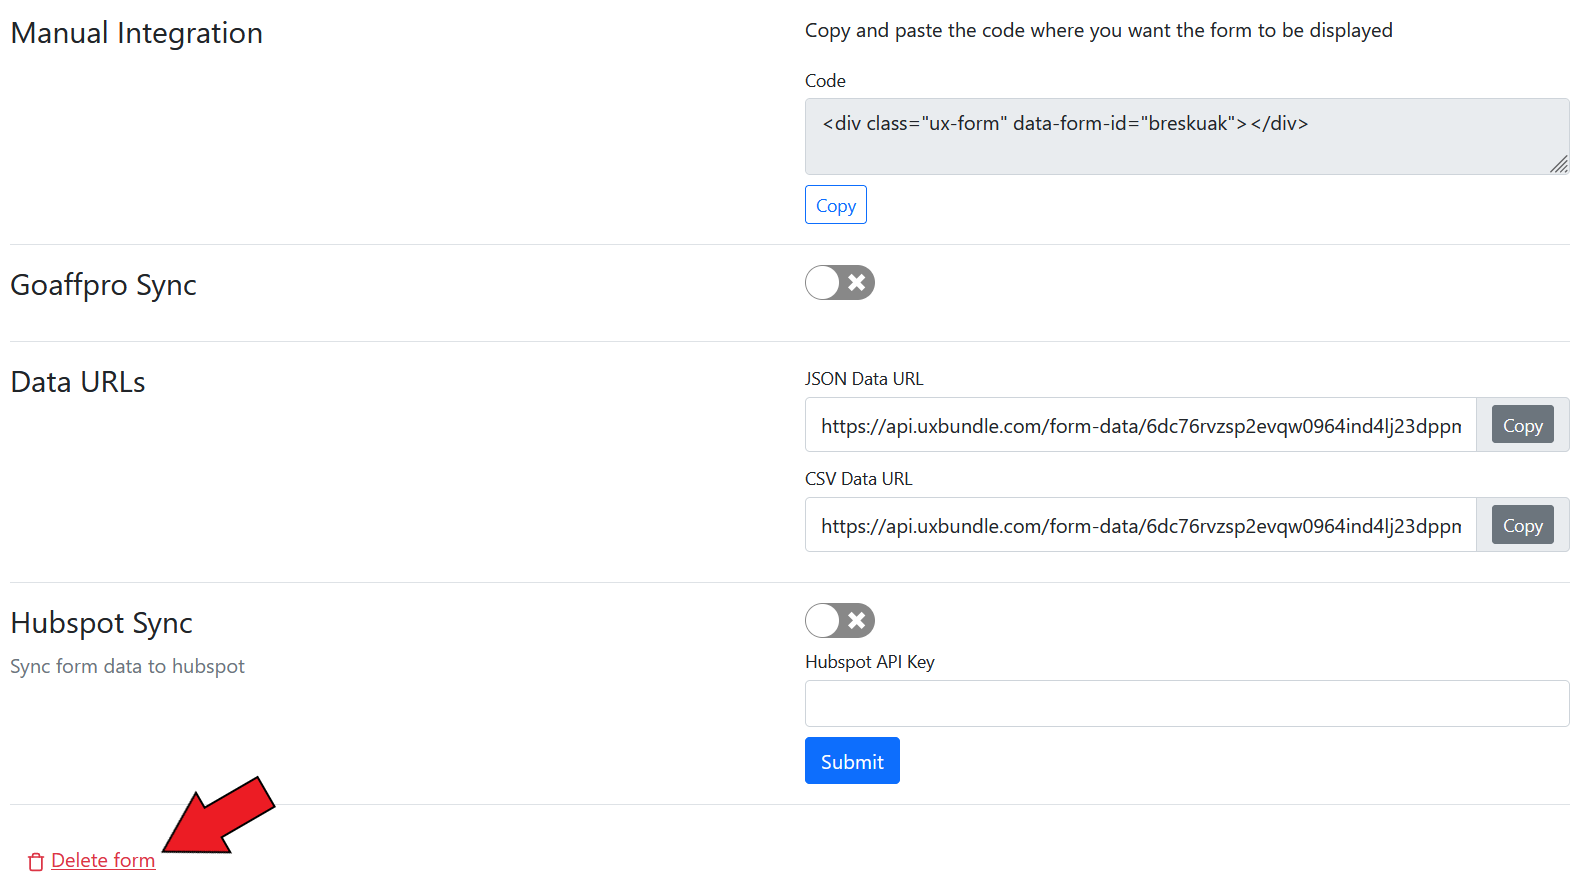 Manual Integration
Copy and paste the code where you want the form to be displayed
Code
<div class="ux-form" data-form-id="breskuak"></div>
Copy
Goaffpro Sync
Data URLs
JSON Data URL
https://api.uxbundle.com/form-data/6dc76rvzsp2evqw0964ind4lj23dppn
Copy
CSV Data URL
https://api.uxbundle.com/form-data/6dc76rvzsp2evqw0964ind4lj23dppn
Copy
Hubspot Sync
Sync form data to hubspot
Hubspot API Key
Submit
Delete form